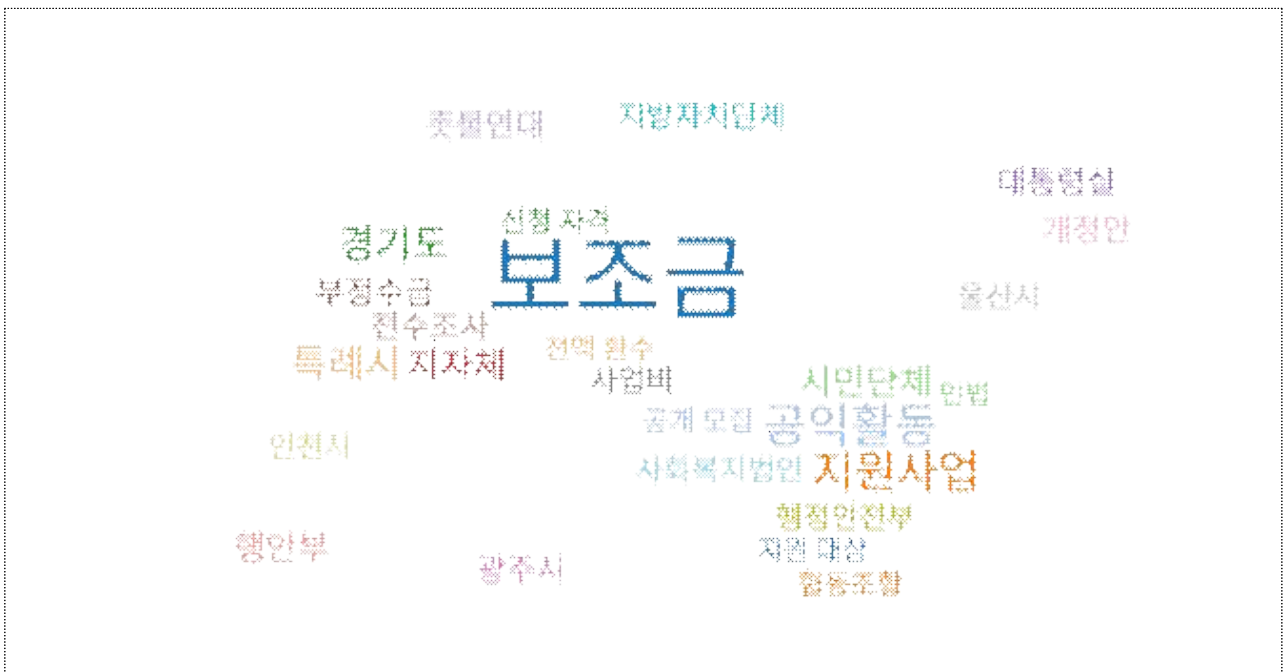 촛불연대
지방자치단체
대통령실
개정안
신청 자격
경기도
보조금
부정수급
울산시
전수조사
전액 환수
특례시
지자체
사업비
시민단체
입법
공개 모집
공익활동
인천시
사회복지법인
지원사업
행정안전부
행안부
지원 대상
광주시
협동조합